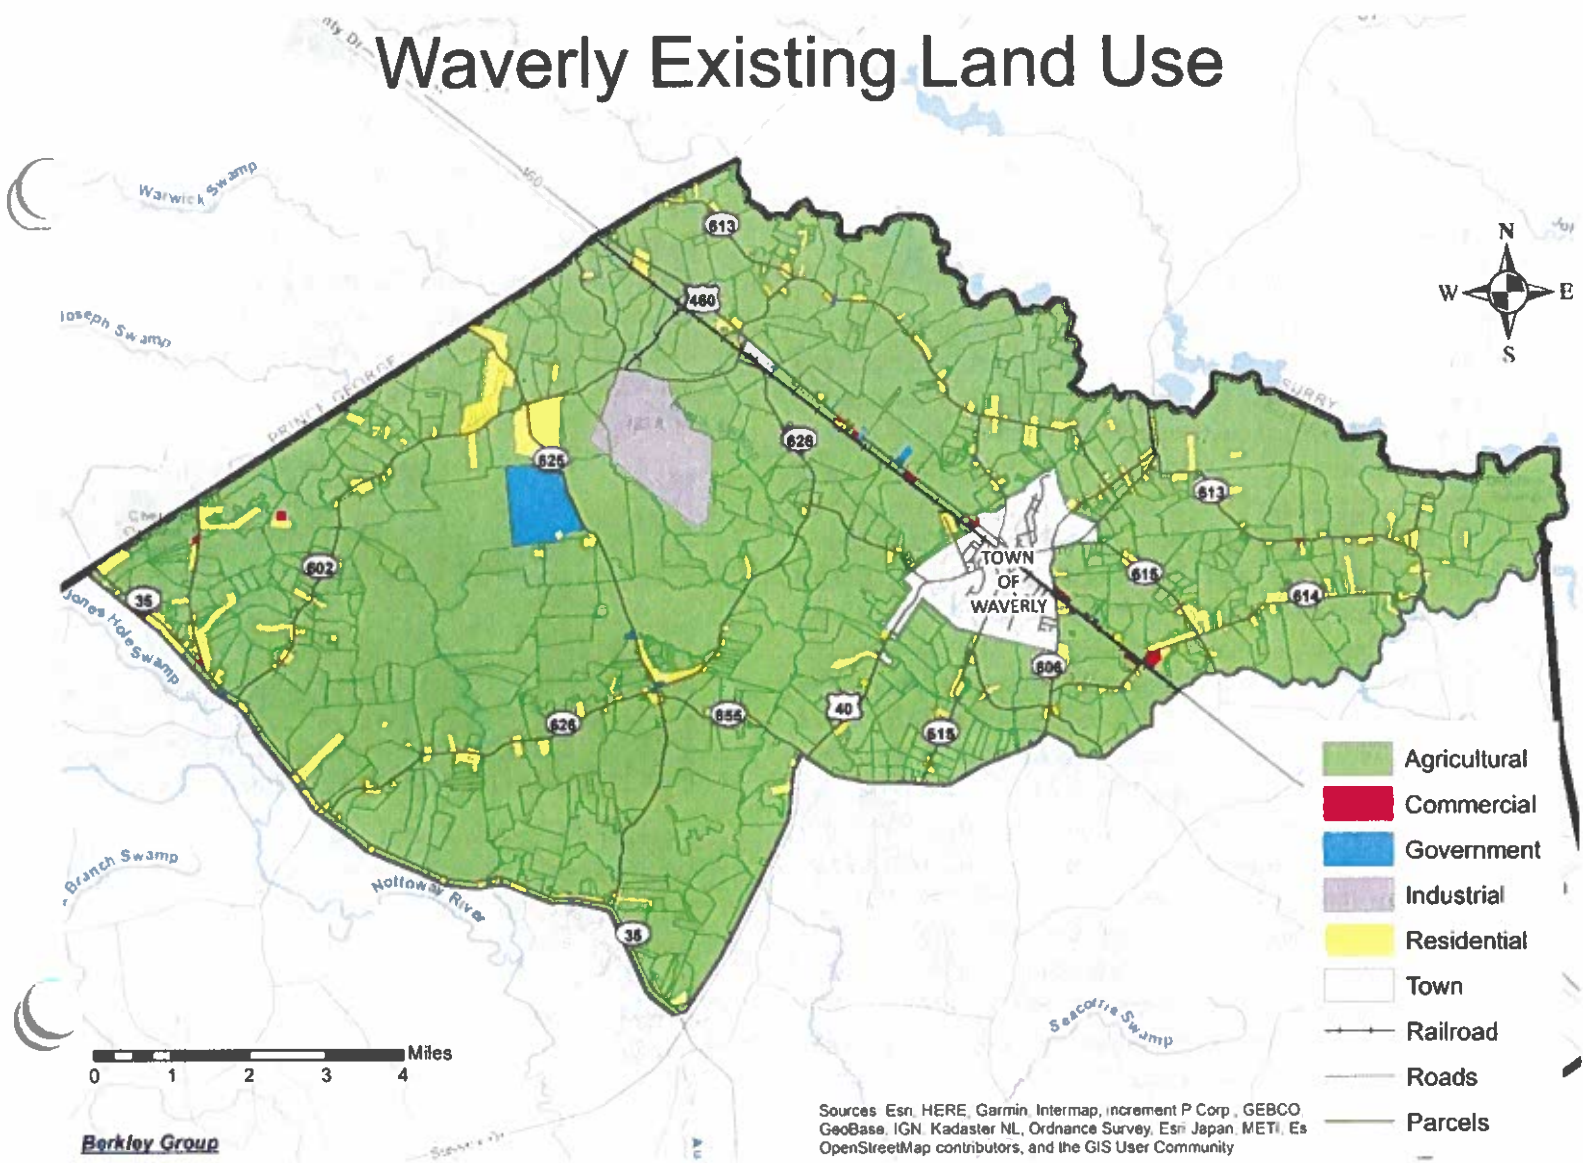 Waverly Existing Land Use
460
Warwick Swamp
613
N
W E
S
460
Joseph Swamp
PRINCE GEORGE
SURRY
628
625
613
602
TOWN
OF
WAVERLY
615
614
35
Jones Hole Swamp
606
40
655
626
615
Agricultural
Commercial
Government
Industrial
Residential
Town
Railroad
Roads
Parcels
Branch Swamp
Nottoway River
35
Seacorrie Swamp
Miles
0 1 2 3 4
Sources Esri, HERE, Garmin, Intermap, increment P Corp., GEBCO,
GeoBase, IGN, Kadaster NL, Ordnance Survey, Esri Japan, METI, Es
OpenStreetMap contributors, and the GIS User Community
Berkley Group